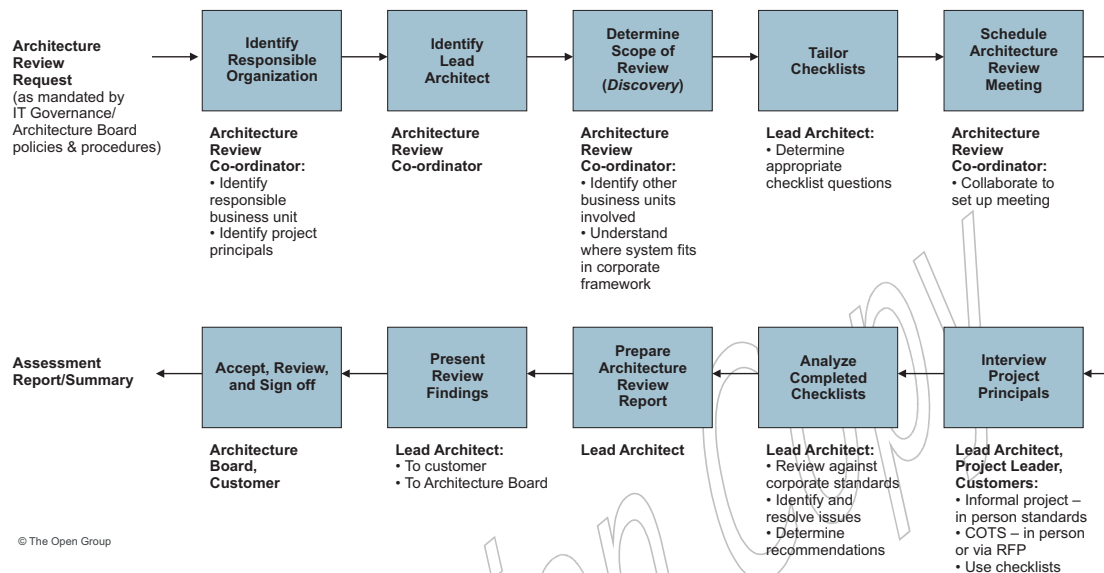 Architecture
Review
Request
(as mandated by
IT Governance/
Architecture Board
policies & procedures)
Identify
Responsible
Organization
Identify
Lead
Architect
Determine
Scope of
Review
(Discovery)
Tailor
Checklists
Schedule
Architecture
Review
Meeting
Architecture
Review
Co-ordinator:
• Identify
responsible
business unit
• Identify project
principals
Architecture
Review
Co-ordinator
Architecture
Review
Co-ordinator:
• Identify other
business units
involved
• Understand
where system fits
in corporate
framework
Lead Architect:
• Determine
appropriate
checklist questions
Architecture
Review
Co-ordinator:
• Collaborate to
set up meeting
Assessment
Report/Summary
Accept, Review,
and Sign off
Present
Review
Findings
Prepare
Architecture
Review
Report
Analyze
Completed
Checklists
Interview
Project
Principals
Architecture
Board,
Customer
Lead Architect:
• To customer
• To Architecture Board
Lead Architect
Lead Architect:
• Review against
corporate standards
• Identify and
resolve issues
• Determine
recommendations
Lead Architect,
Project Leader,
Customers:
• Informal project –
in person standards
• COTS – in person
or via RFP
• Use checklists
© The Open Group
Copy